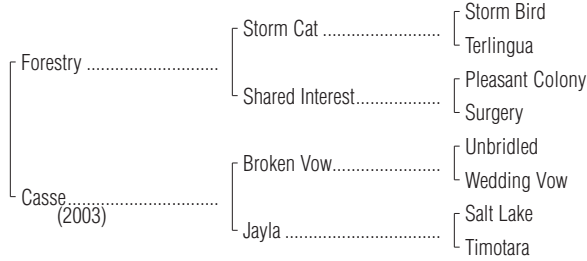 Storm Bird
Storm Cat ........................
Terlingua
Forestry ...........................
Pleasant Colony
Shared Interest.................
Surgery
Unbridled
Broken Vow......................
Wedding Vow
Casse...............................
(2003)
Salt Lake
Jayla ...............................
Timotara